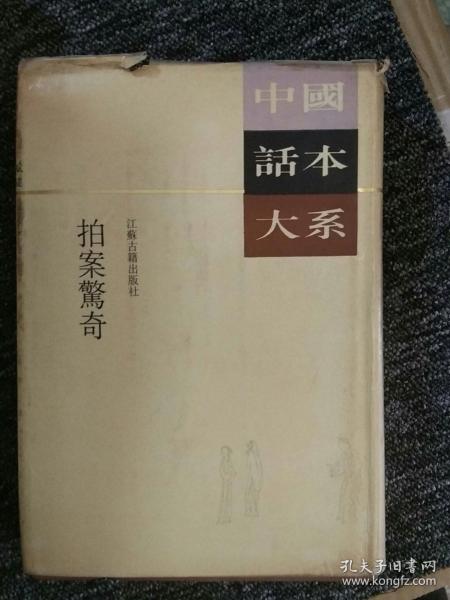 中國
話本
大系
江蘇古籍出版社
拍案驚奇
孔夫子旧书网
www.kongfz.com